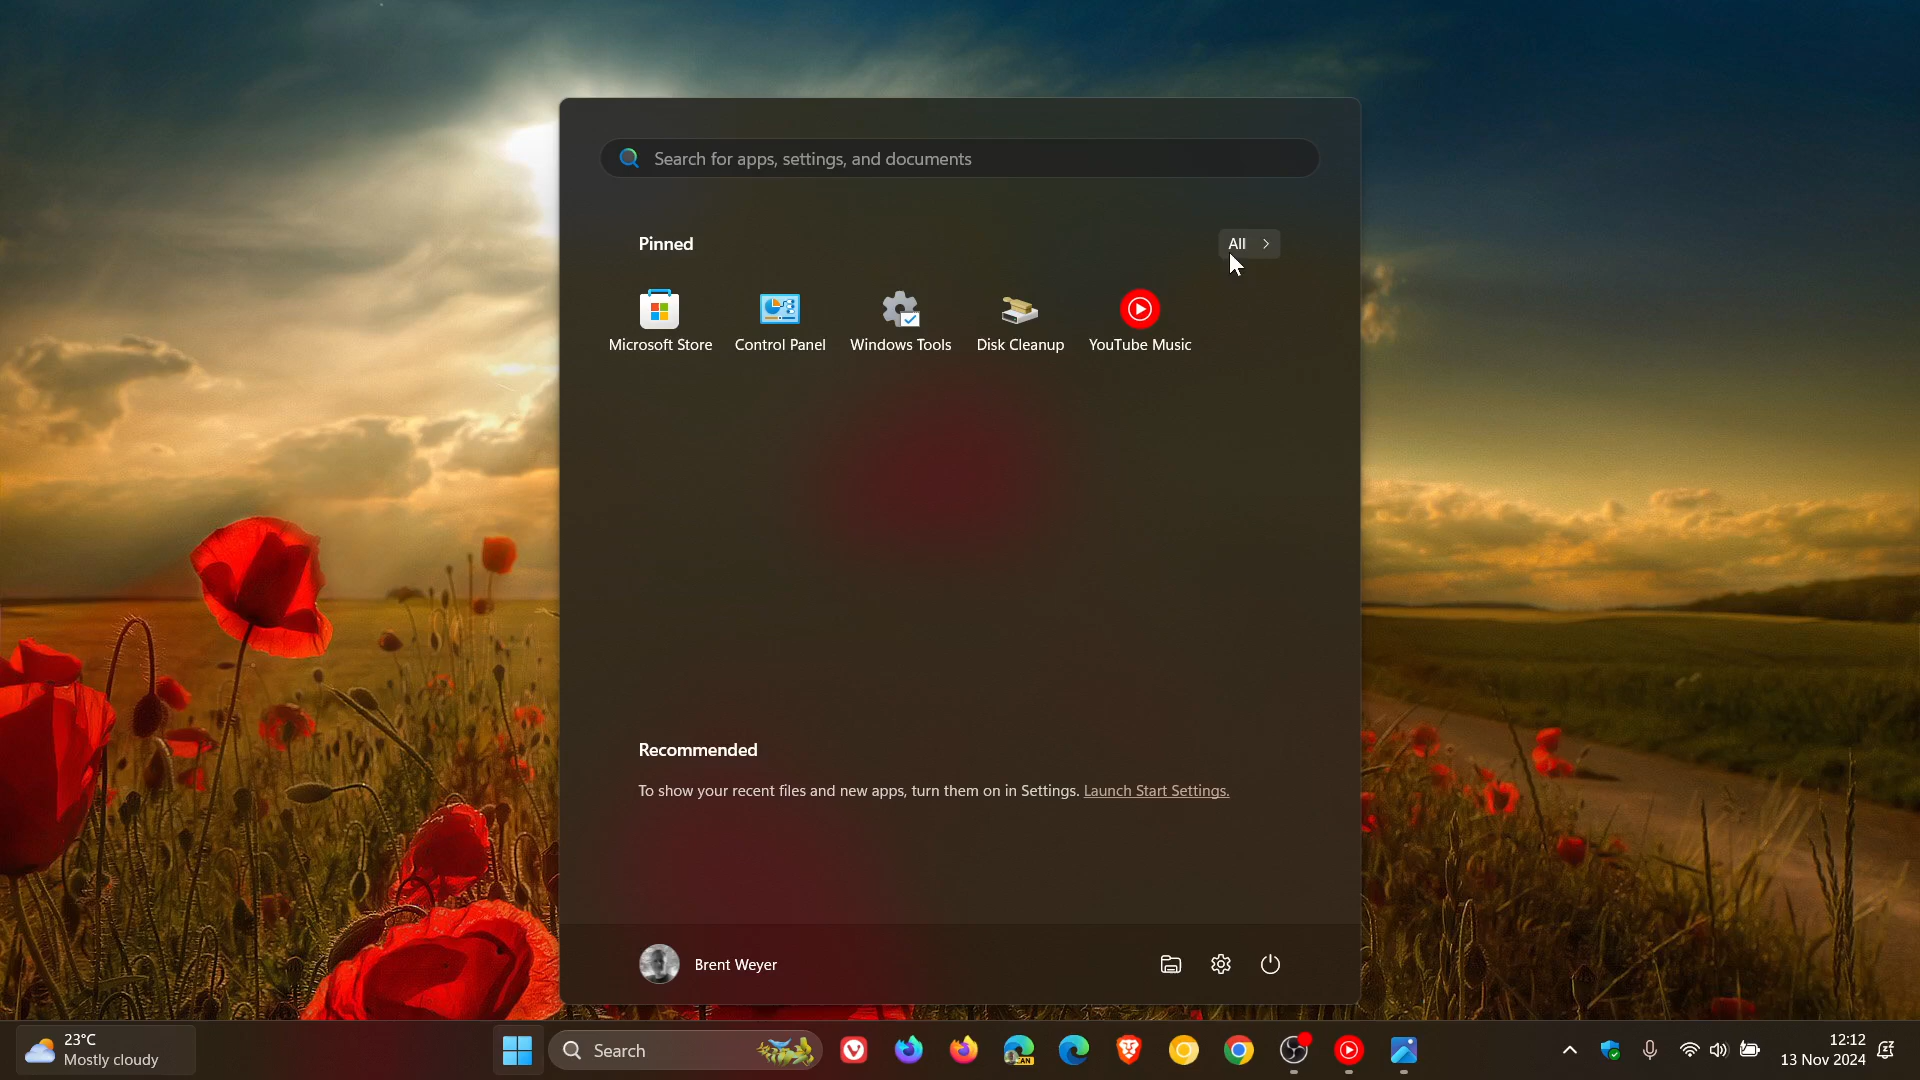 Search for apps, settings, and documents
Pinned
All
Microsoft Store
Control Panel
Windows Tools
Disk Cleanup
YouTube Music
Recommended
To show your recent files and new apps, turn them on in Settings. Launch Start Settings.
Brent Weyer
23°C
Mostly cloudy
Search
12:12
13 Nov 2024